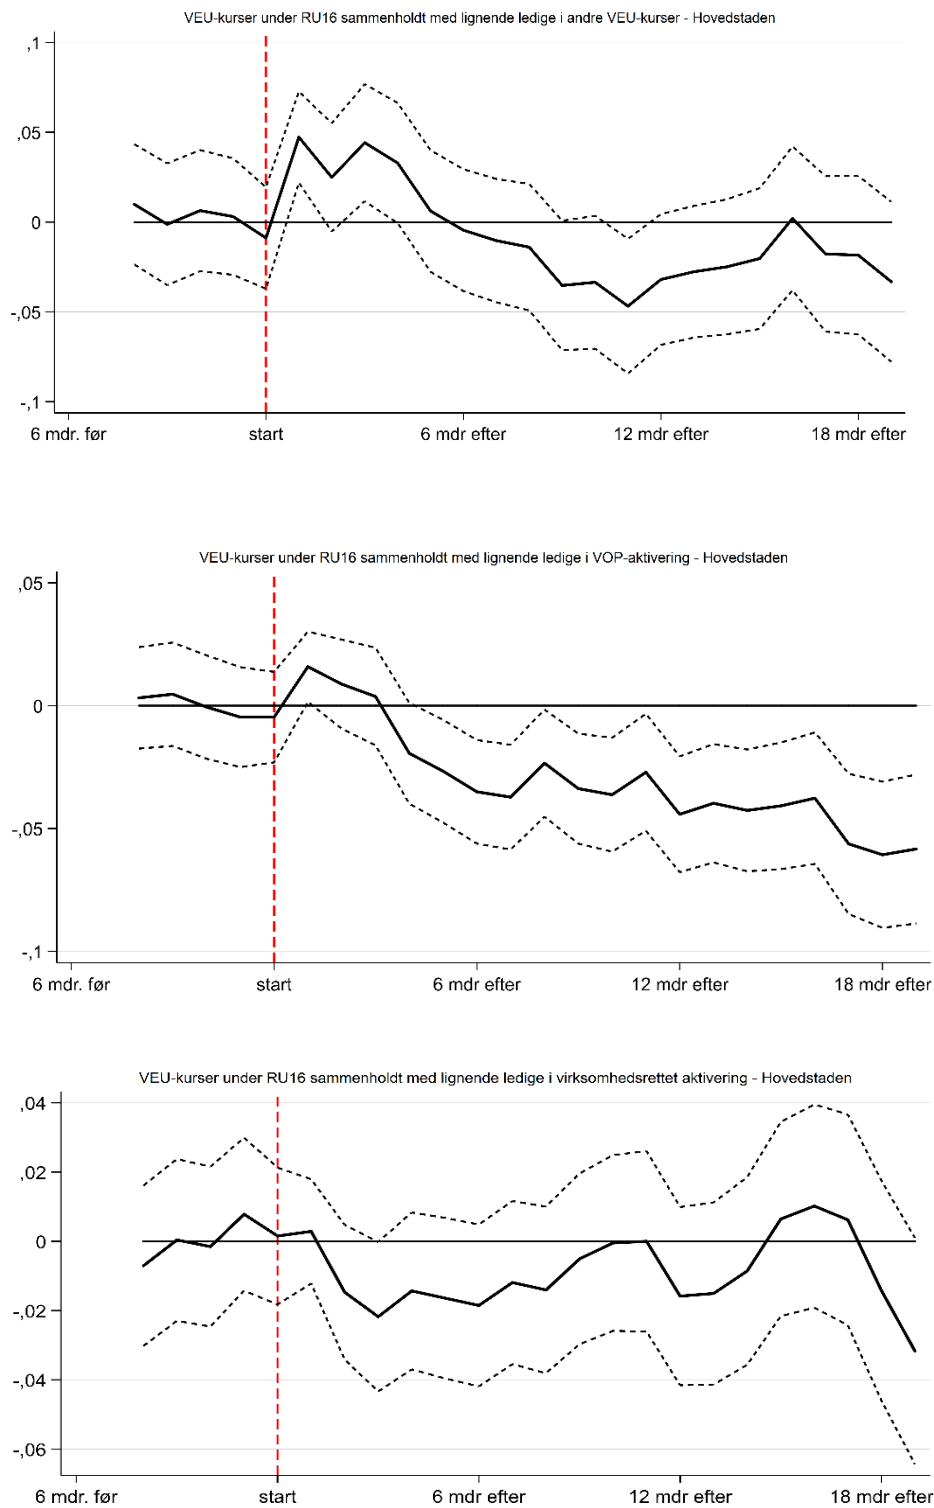 VEU-kurser under RU16 sammenholdt med lignende ledige i andre VEU-kurser - Hovedstaden
,1
,05
0
-,05
-,1
6 mdr. før start 6 mdr efter 12 mdr efter 18 mdr efter
VEU-kurser under RU16 sammenholdt med lignende ledige i VOP-aktivering - Hovedstaden
,05
0
-,05
-,1
6 mdr. før start 6 mdr efter 12 mdr efter 18 mdr efter
VEU-kurser under RU16 sammenholdt med lignende ledige i virksomhedsrettet aktivering - Hovedstaden
,04
,02
0
-,02
-,04
-,06
6 mdr. før start 6 mdr efter 12 mdr efter 18 mdr efter